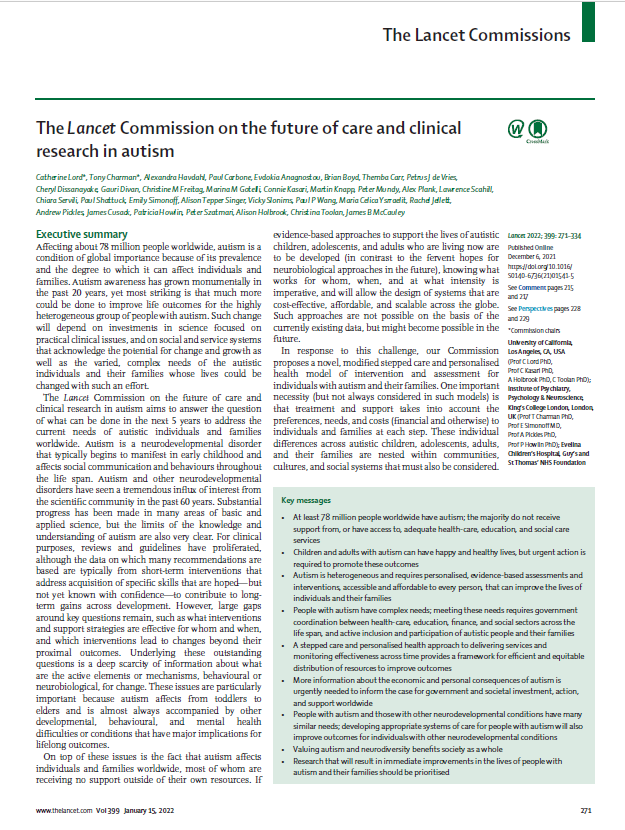 The Lancet Commissions
The Lancet Commission on the future of care and clinical
research in autism
CrossMark
Catherine Lord*, Tony Charman*, Alexandra Havdahl, Paul Carbone, Evdokia Anagnostou, Brian Boyd, Themba Carr, Petrus J de Vries,
Cheryl Dissanayake, Gauri Divan, Christine M Freitag, Marina M Gotelli, Connie Kasari, Martin Knapp, Peter Mundy, Alex Plank, Lawrence Scahill,
Chiara Servili, Paul Shattuck, Emily Simonoff, Alison Tepper Singer, Vicky Slonims, Paul P Wang, Maria Celica Ysrraelit, Rachel Jellett,
Andrew Pickles, James Cusack, Patricia Howlin, Peter Szatmari, Alison Holbrook, Christina Toolan, James B McCauley
Executive summary
Affecting about 78 million people worldwide, autism is a
condition of global importance because of its prevalence
and the degree to which it can affect individuals and
families. Autism awareness has grown monumentally in
the past 20 years, yet most striking is that much more
could be done to improve life outcomes for the highly
heterogeneous group of people with autism. Such change
will depend on investments in science focused on
practical clinical issues, and on social and service systems
that acknowledge the potential for change and growth as
well as the varied, complex needs of the autistic
individuals and their families whose lives could be
changed with such an effort.
The Lancet Commission on the future of care and
clinical research in autism aims to answer the question
of what can be done in the next 5 years to address the
current needs of autistic individuals and families
worldwide. Autism is a neurodevelopmental disorder
that typically begins to manifest in early childhood and
affects social communication and behaviours throughout
the life span. Autism and other neurodevelopmental
disorders have seen a tremendous influx of interest from
the scientific community in the past 60 years. Substantial
progress has been made in many areas of basic and
applied science, but the limits of the knowledge and
understanding of autism are also very clear. For clinical
purposes, reviews and guidelines have proliferated,
although the data on which many recommendations are
based are typically from short-term interventions that
address acquisition of specific skills that are hoped—but
not yet known with confidence—to contribute to long-
term gains across development. However, large gaps
around key questions remain, such as what interventions
and support strategies are effective for whom and when,
and which interventions lead to changes beyond their
proximal outcomes. Underlying these outstanding
questions is a deep scarcity of information about what
are the active elements or mechanisms, behavioural or
neurobiological, for change. These issues are particularly
important because autism affects from toddlers to
elders and is almost always accompanied by other
developmental, behavioural, and mental health
difficulties or conditions that have major implications for
lifelong outcomes.
On top of these issues is the fact that autism affects
individuals and families worldwide, most of whom are
receiving no support outside of their own resources. If
evidence-based approaches to support the lives of autistic
children, adolescents, and adults who are living now are
to be developed (in contrast to the fervent hopes for
neurobiological approaches in the future), knowing what
works for whom, when, and at what intensity is
imperative, and will allow the design of systems that are
cost-effective, affordable, and scalable across the globe.
Such approaches are not possible on the basis of the
currently existing data, but might become possible in the
future.
In response to this challenge, our Commission
proposes a novel, modified stepped care and personalised
health model of intervention and assessment for
individuals with autism and their families. One important
necessity (but not always considered in such models) is
that treatment and support takes into account the
preferences, needs, and costs (financial and otherwise) to
individuals and families at each step. These individual
differences across autistic children, adolescents, adults,
and their families are nested within communities,
cultures, and social systems that must also be considered.
Key messages
• At least 78 million people worldwide have autism; the majority do not receive
support from, or have access to, adequate health-care, education, and social care
services
• Children and adults with autism can have happy and healthy lives, but urgent action is
required to promote these outcomes
• Autism is heterogeneous and requires personalised, evidence-based assessments and
interventions, accessible and affordable to every person, that can improve the lives of
individuals and their families
• People with autism have complex needs; meeting these needs requires government
coordination between health-care, education, finance, and social sectors across the
life span, and active inclusion and participation of autistic people and their families
• A stepped care and personalised health approach to delivering services and
monitoring effectiveness across time provides a framework for efficient and equitable
distribution of resources to improve outcomes
• More information about the economic and personal consequences of autism is
urgently needed to inform the case for government and societal investment, action,
and support worldwide
• People with autism and those with other neurodevelopmental conditions have many
similar needs; developing appropriate systems of care for people with autism will also
improve outcomes for individuals with other neurodevelopmental conditions
• Valuing autism and neurodiversity benefits society as a whole
• Research that will result in immediate improvements in the lives of people with
autism and their families should be prioritised
Lancet 2022; 399: 271–334
Published Online
December 6, 2021
https://doi.org/10.1016/
S0140-6736(21)01541-5
See Comment pages 215
and 217
See Perspectives pages 228
and 229
*Commission chairs
University of California,
Los Angeles, CA, USA
(Prof C Lord PhD,
Prof C Kasari PhD,
A Holbrook PhD, C Toolan PhD);
Institute of Psychiatry,
Psychology & Neuroscience,
King's College London, London,
UK (Prof T Charman PhD,
Prof E Simonoff MD,
Prof A Pickles PhD,
Prof P Howlin PhD); Evelina
Children's Hospital, Guy's and
St Thomas' NHS Foundation
www.thelancet.com Vol 399 January 15, 2022
271